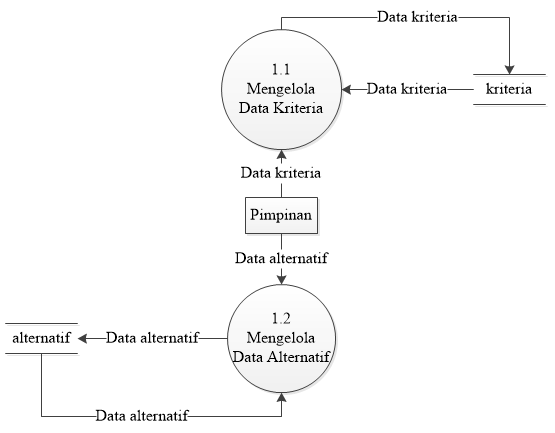 Data kriteria
1.1
Mengelola
Data Kriteria
Data kriteria
kriteria
Data kriteria
Pimpinan
Data alternatif
1.2
Mengelola
Data Alternatif
alternatif
Data alternatif
Data alternatif